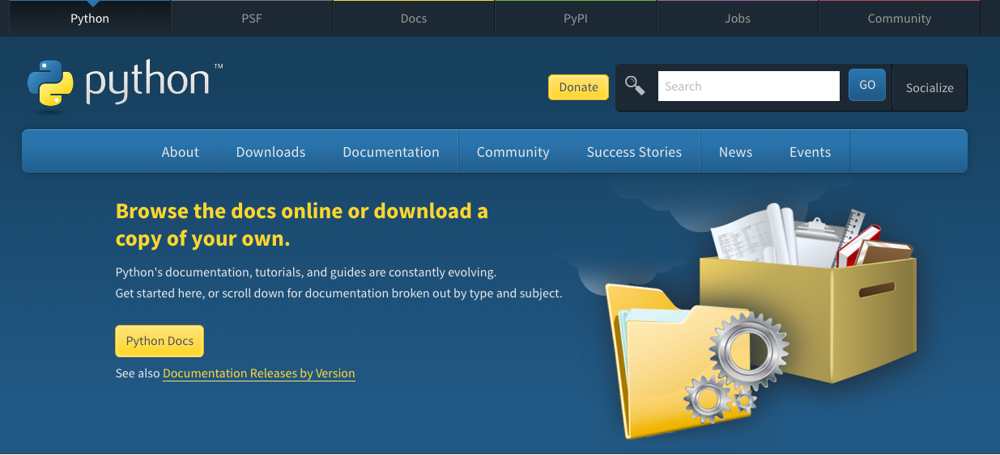 Python
PSF
Docs
PyPI
Jobs
Community
python™
Donate
Search
GO
Socialize
About
Downloads
Documentation
Community
Success Stories
News
Events
Browse the docs online or download a
copy of your own.
Python's documentation, tutorials, and guides are constantly evolving.
Get started here, or scroll down for documentation broken out by type and subject.
Python Docs
See also Documentation Releases by Version